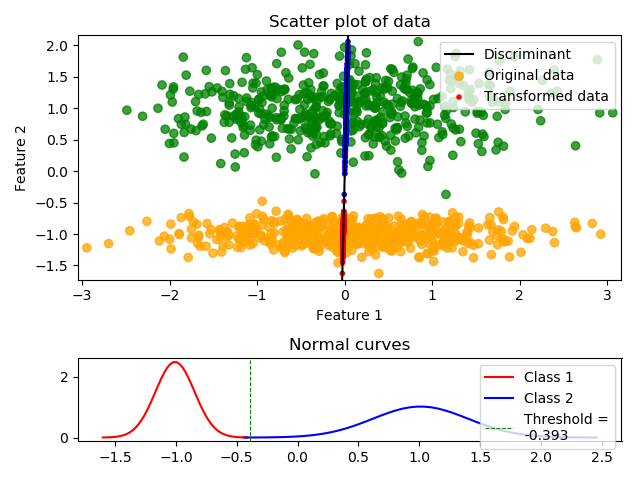 Scatter plot of data
Feature 2
2.0
1.5
1.0
0.5
0.0
−0.5
−1.0
−1.5
Discriminant
Original data
Transformed data
−3
−2
−1
0
1
2
3
Feature 1
Normal curves
2
0
Class 1
Class 2
Threshold =
-0.393
−1.5
−1.0
−0.5
0.0
0.5
1.0
1.5
2.0
2.5